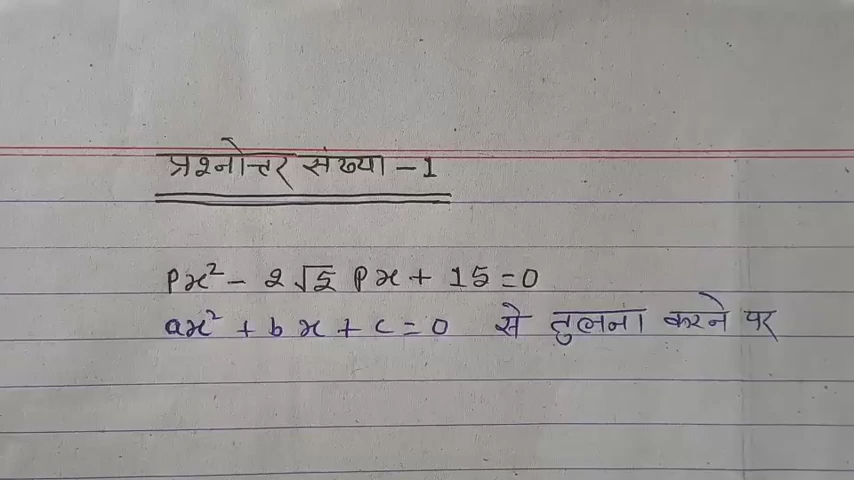 प्रश्नोत्तर संख्या - 1
px² - 2√5 px + 15 = 0
ax² + bx + c = 0 से तुलना करने पर